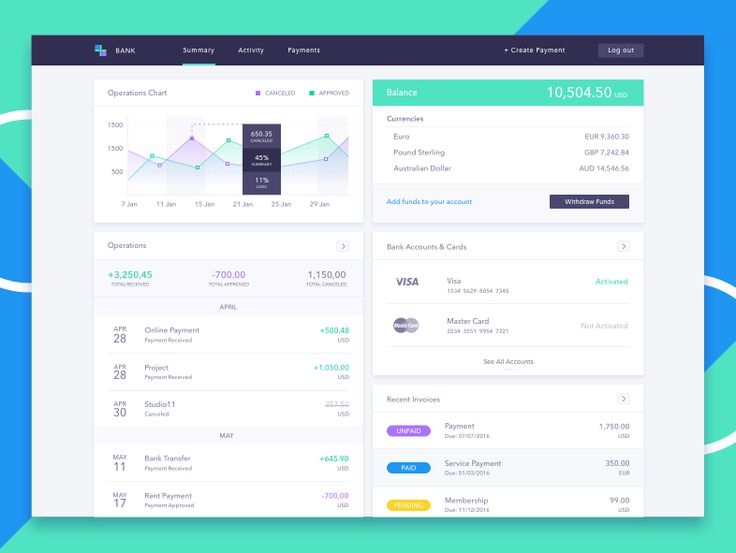 BANK
Summary
Activity
Payments
+ Create Payment
Log out
Operations Chart
CANCELED
APPROVED
1500
1500
500
650.35
CANCELED
45%
SUMMARY
11%
LOSS
7 Jan
11 Jan
15 Jan
21 Jan
25 Jan
29 Jan
Balance
10,504.50 USD
Currencies
Euro
EUR 9,360.30
Pound Sterling
GBP 7,242.84
Australian Dollar
AUD 14,546.56
Add funds to your account
Withdraw Funds
Operations
+3,250,45
TOTAL RECEIVED
-700.00
TOTAL APPROVED
1,150,00
TOTAL CANCELED
APRIL
APR
28
Online Payment
Payment Received
+500.48
USD
APR
28
Project
Payment Received
+1,050,00
USD
APR
30
Studio11
Canceled
357.50
USD
MAY
MAY
11
Bank Transfer
Payment Received
+645.90
USD
MAY
17
Rent Payment
Payment Approved
-700,00
USD
Bank Accounts & Cards
VISA
Visa
1334 5629 8854 7345
Activated
MasterCard
Master Card
2234 3551 9954 7321
Not Activated
See All Accounts
Recent Invoices
UNPAID
Payment
Due: 07/07/2016
1,750.00
USD
PAID
Service Payment
Due: 01/03/2016
350.00
EUR
PENDING
Membership
Due: 11/12/2016
99.00
USD